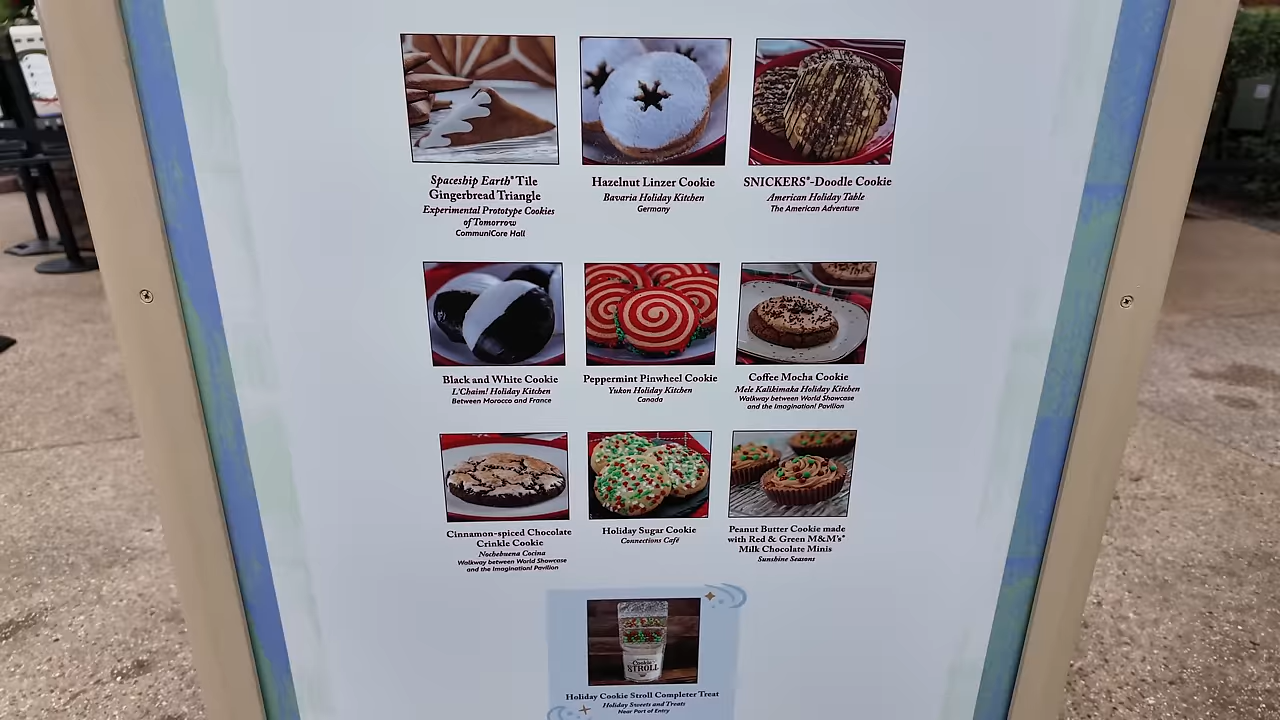 Spaceship Earth® Tile
Gingerbread Triangle
Experimental Prototype Cookies
of Tomorrow
CommuniCore Hall
Hazelnut Linzer Cookie
Bavaria Holiday Kitchen
Germany
SNICKERS®-Doodle Cookie
American Holiday Table
The American Adventure
Black and White Cookie
L'Chaim! Holiday Kitchen
Between Morocco and France
Peppermint Pinwheel Cookie
Yukon Holiday Kitchen
Canada
Coffee Mocha Cookie
Mele Kalikimaka Holiday Kitchen
Walkway between World Showcase
and the Imagination! Pavilion
Cinnamon-spiced Chocolate
Crinkle Cookie
Nochebuena Cocina
Walkway between World Showcase
and the Imagination! Pavilion
Holiday Sugar Cookie
Connections Café
Peanut Butter Cookie made
with Red & Green M&M's®
Milk Chocolate Minis
Sunshine Seasons
Cookie
STROLL
Holiday Cookie Stroll Completer Treat
Holiday Sweets and Treats
Near Port of Entry